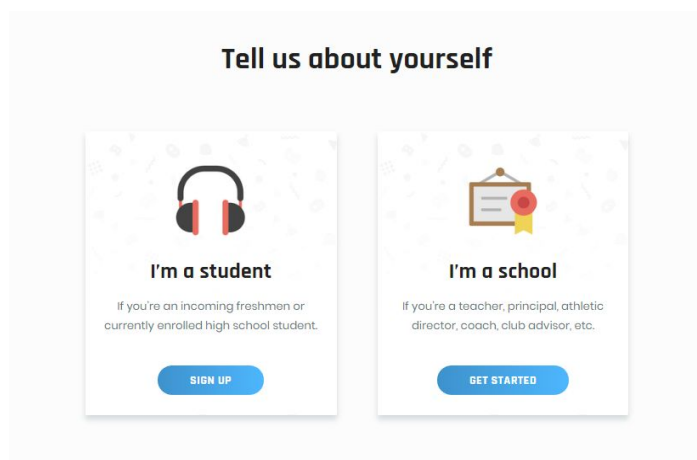 Tell us about yourself
I'm a student
If you're an incoming freshmen or
currently enrolled high school student.
SIGN UP
I'm a school
If you're a teacher, principal, athletic
director, coach, club advisor, etc.
GET STARTED